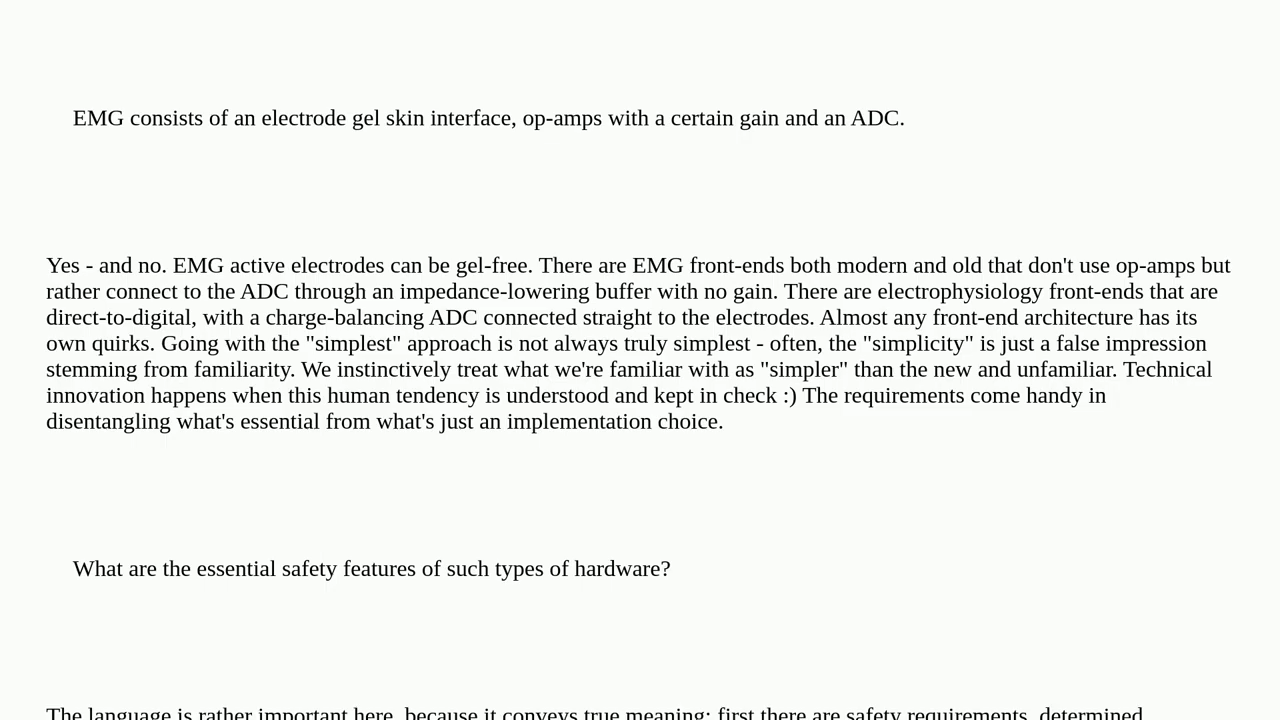 EMG consists of an electrode gel skin interface, op-amps with a certain gain and an ADC.
Yes - and no. EMG active electrodes can be gel-free. There are EMG front-ends both modern and old that don't use op-amps but
rather connect to the ADC through an impedance-lowering buffer with no gain. There are electrophysiology front-ends that are
direct-to-digital, with a charge-balancing ADC connected straight to the electrodes. Almost any front-end architecture has its
own quirks. Going with the "simplest" approach is not always truly simplest - often, the "simplicity" is just a false impression
stemming from familiarity. We instinctively treat what we're familiar with as "simpler" than the new and unfamiliar. Technical
innovation happens when this human tendency is understood and kept in check :) The requirements come handy in
disentangling what's essential from what's just an implementation choice.
What are the essential safety features of such types of hardware?
The language is rather important here, because it conveys true meaning: first there are safety requirements, determined